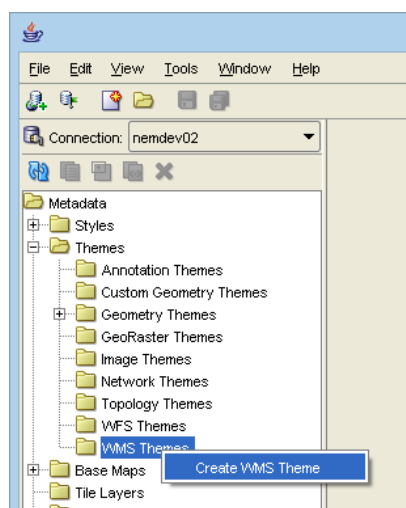 File Edit View Tools Window Help
Connection: nemdev02
Metadata
Styles
Themes
Annotation Themes
Custom Geometry Themes
Geometry Themes
GeoRaster Themes
Image Themes
Network Themes
Topology Themes
WFS Themes
WMS Themes
Create WMS Theme
Base Maps
Tile Layers